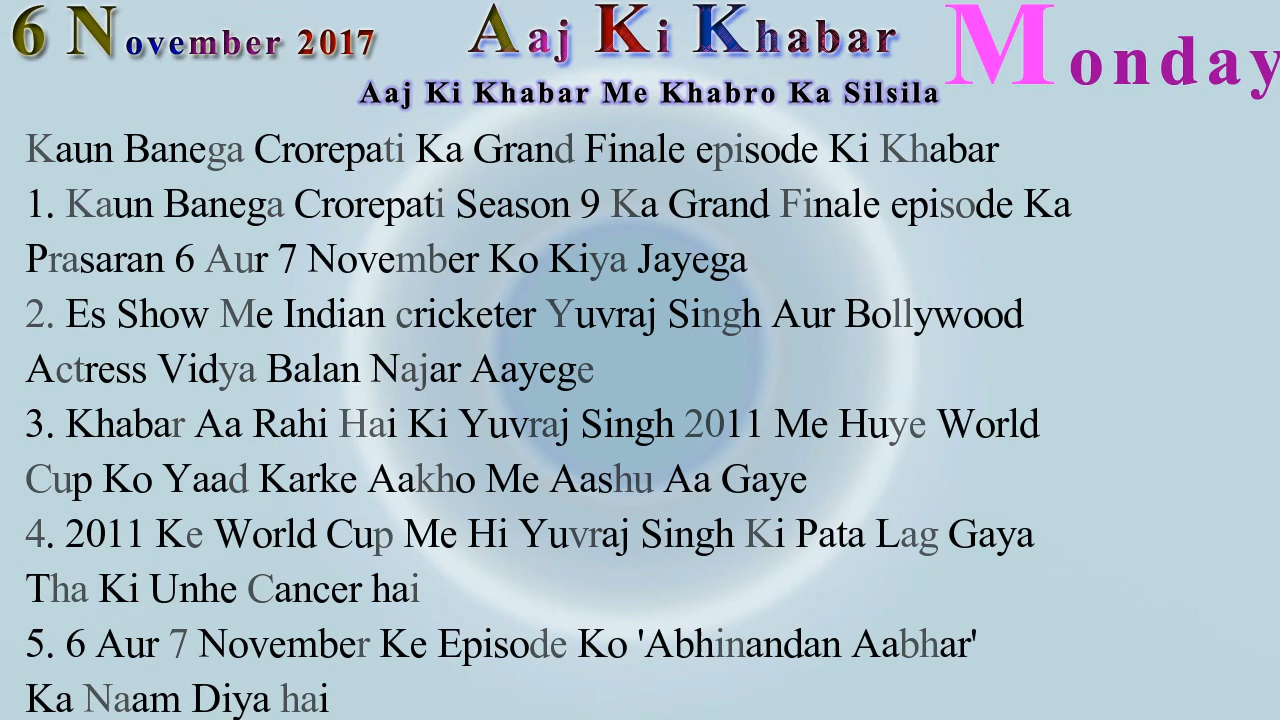 6 November 2017 Aaj Ki Khabar Monday
Aaj Ki Khabar Me Khabro Ka Silsila
Kaun Banega Crorepati Ka Grand Finale episode Ki Khabar
1. Kaun Banega Crorepati Season 9 Ka Grand Finale episode Ka
Prasaran 6 Aur 7 November Ko Kiya Jayega
2. Es Show Me Indian cricketer Yuvraj Singh Aur Bollywood
Actress Vidya Balan Najar Aayege
3. Khabar Aa Rahi Hai Ki Yuvraj Singh 2011 Me Huye World
Cup Ko Yaad Karke Aakho Me Aashu Aa Gaye
4. 2011 Ke World Cup Me Hi Yuvraj Singh Ki Pata Lag Gaya
Tha Ki Unhe Cancer hai
5. 6 Aur 7 November Ke Episode Ko 'Abhinandan Aabhar'
Ka Naam Diya hai